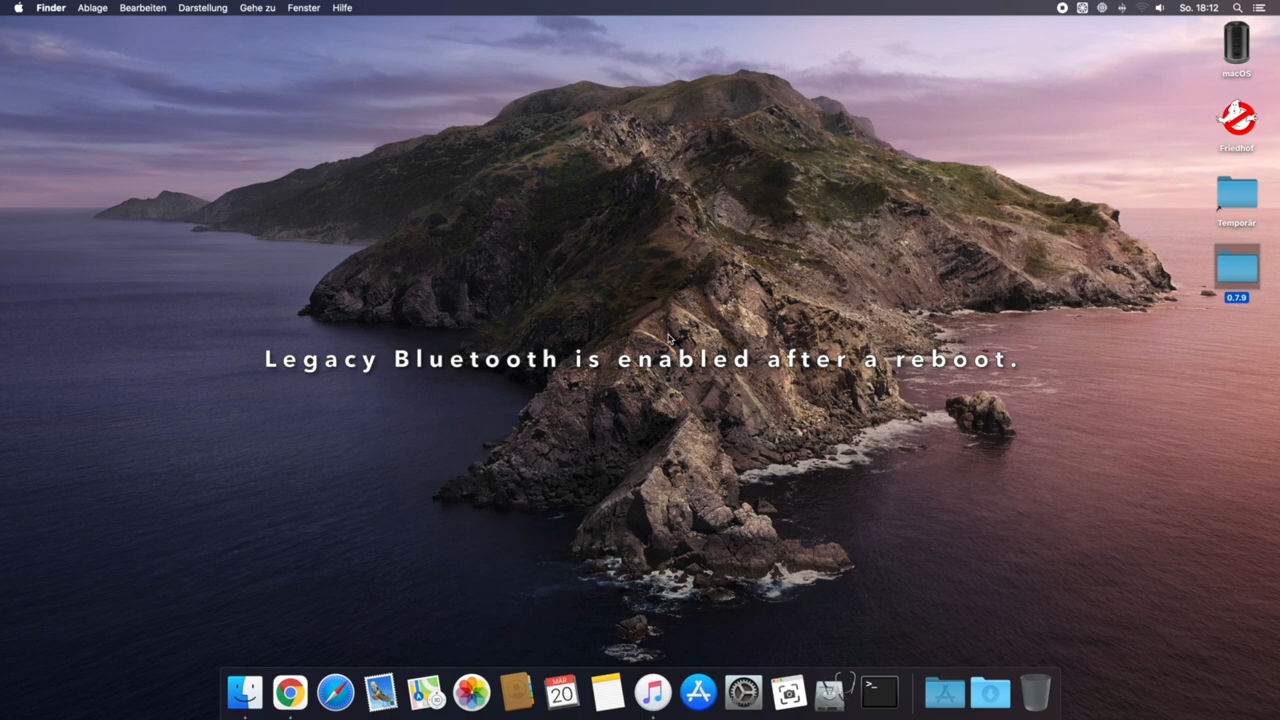 Finder Ablage Bearbeiten Darstellung Gehe zu Fenster Hilfe So. 18:12
macOS
Friedhof
Temporär
0.7.9
Legacy Bluetooth is enabled after a reboot.
MÄR
20
>_